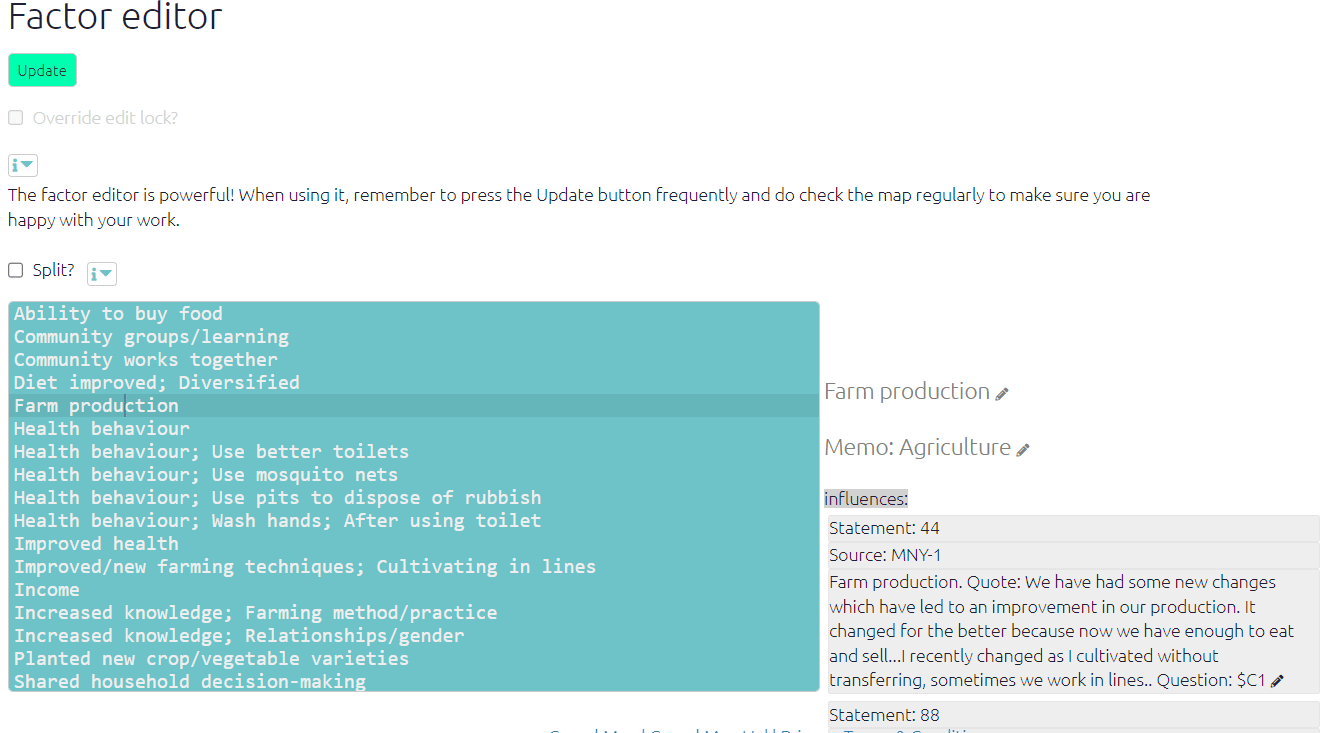 Factor editor
Update
Override edit lock?
The factor editor is powerful! When using it, remember to press the Update button frequently and do check the map regularly to make sure you are
happy with your work.
Split?
Ability to buy food
Community groups/learning
Community works together
Diet improved; Diversified
Farm production
Health behaviour
Health behaviour; Use better toilets
Health behaviour; Use mosquito nets
Health behaviour; Use pits to dispose of rubbish
Health behaviour; Wash hands; After using toilet
Improved health
Improved/new farming techniques; Cultivating in lines
Income
Increased knowledge; Farming method/practice
Increased knowledge; Relationships/gender
Planted new crop/vegetable varieties
Shared household decision-making
Farm production
Memo: Agriculture
influences:
Statement: 44
Source: MNY-1
Farm production. Quote: We have had some new changes
which have led to an improvement in our production. It
changed for the better because now we have enough to eat
and sell...I recently changed as I cultivated without
transferring, sometimes we work in lines.. Question: $C1
Statement: 88